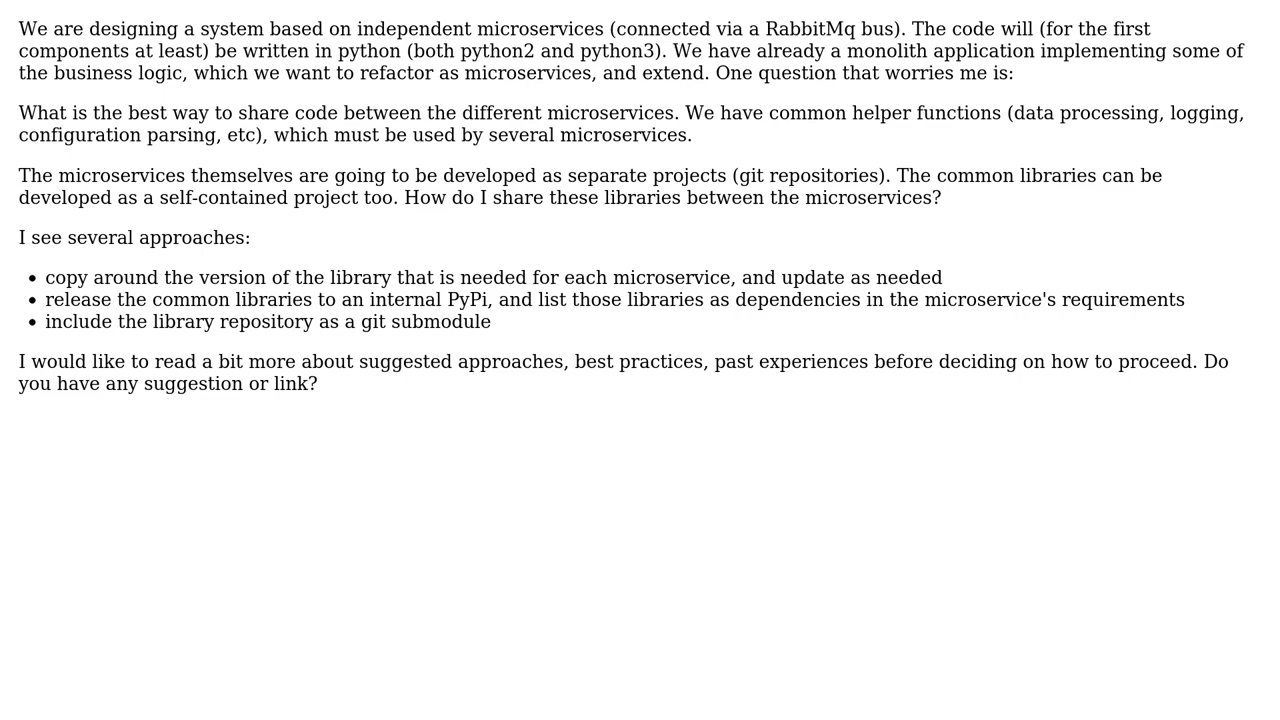 We are designing a system based on independent microservices (connected via a RabbitMq bus). The code will (for the first
components at least) be written in python (both python2 and python3). We have already a monolith application implementing some of
the business logic, which we want to refactor as microservices, and extend. One question that worries me is:
What is the best way to share code between the different microservices. We have common helper functions (data processing, logging,
configuration parsing, etc), which must be used by several microservices.
The microservices themselves are going to be developed as separate projects (git repositories). The common libraries can be
developed as a self-contained project too. How do I share these libraries between the microservices?
I see several approaches:
• copy around the version of the library that is needed for each microservice, and update as needed
• release the common libraries to an internal PyPi, and list those libraries as dependencies in the microservice's requirements
• include the library repository as a git submodule
I would like to read a bit more about suggested approaches, best practices, past experiences before deciding on how to proceed. Do
you have any suggestion or link?